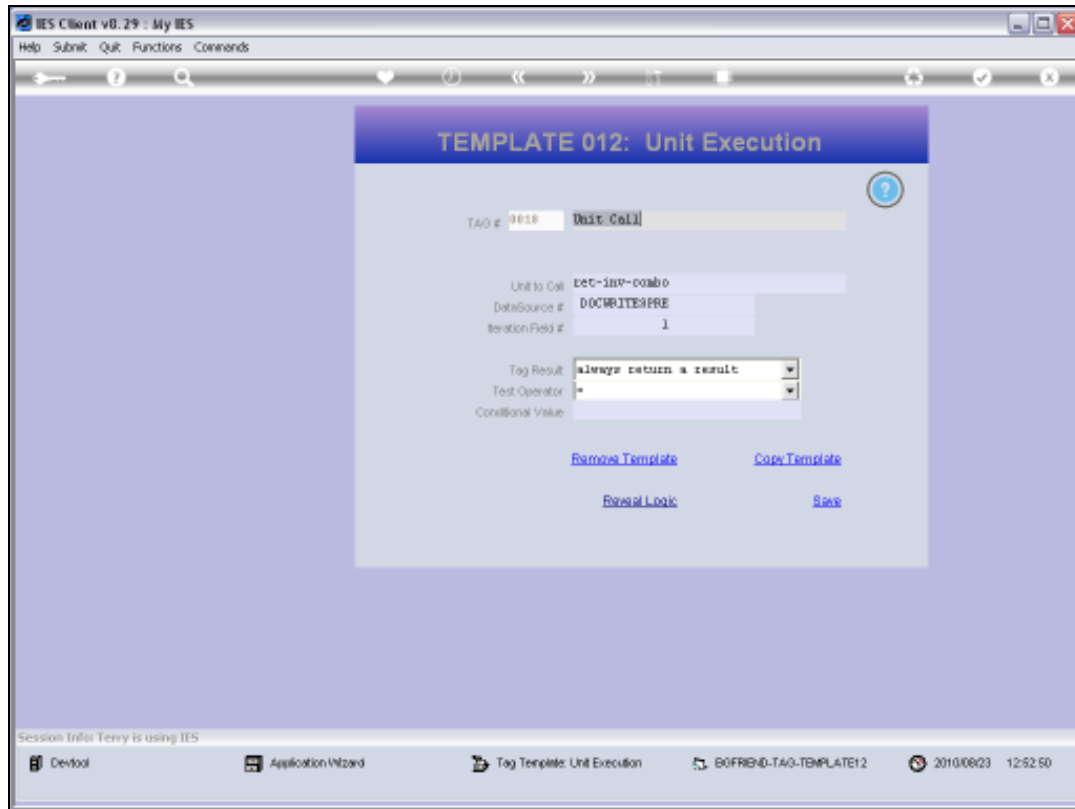 IES Client v8.29 : My IES
Help Submit Quit Functions Commands
TEMPLATE 012: Unit Execution
TAG # 0018 Unit Call
Unit to Call ret-inv-combo
DataSource # DOCWRITESPRE
Iteration Field # 1
Tag Result always return a result
Test Operator =
Conditional Value
Remove Template Copy Template
Reveal Logic Save
Session Info: Terry is using IES
Devtool Application Wizard Tag Template: Unit Execution BGFRIEND-TAG-TEMPLATE12 2010/08/23 12:52:50